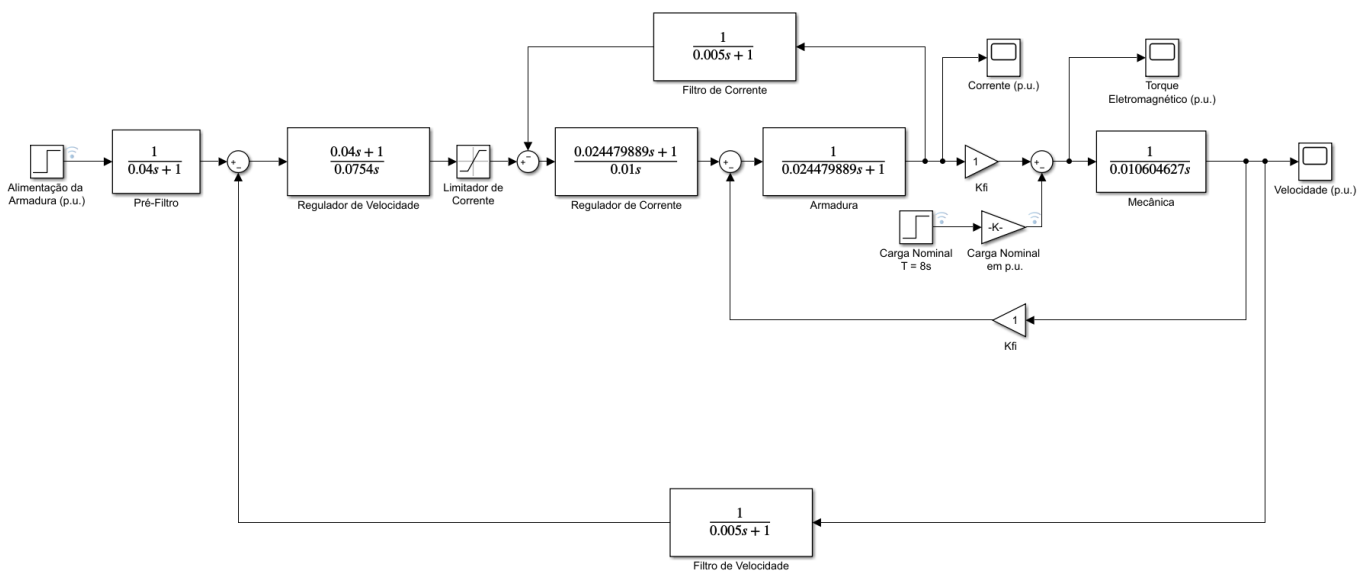 1
0.005s + 1
Filtro de Corrente
Corrente (p.u.)
Torque
Eletromagnético (p.u.)
Alimentação da
Armadura (p.u.)
1
0.04s + 1
Pré-Filtro
+
−
0.04s + 1
0.0754s
Regulador de Velocidade
Limitador de
Corrente
+
−
0.024479889s + 1
0.01s
Regulador de Corrente
+
−
1
0.024479889s + 1
Armadura
1
Kfi
+
−
1
0.010604627s
Mecânica
Velocidade (p.u.)
Carga Nominal
T = 8s
-K-
Carga Nominal
em p.u.
1
Kfi
1
0.005s + 1
Filtro de Velocidade